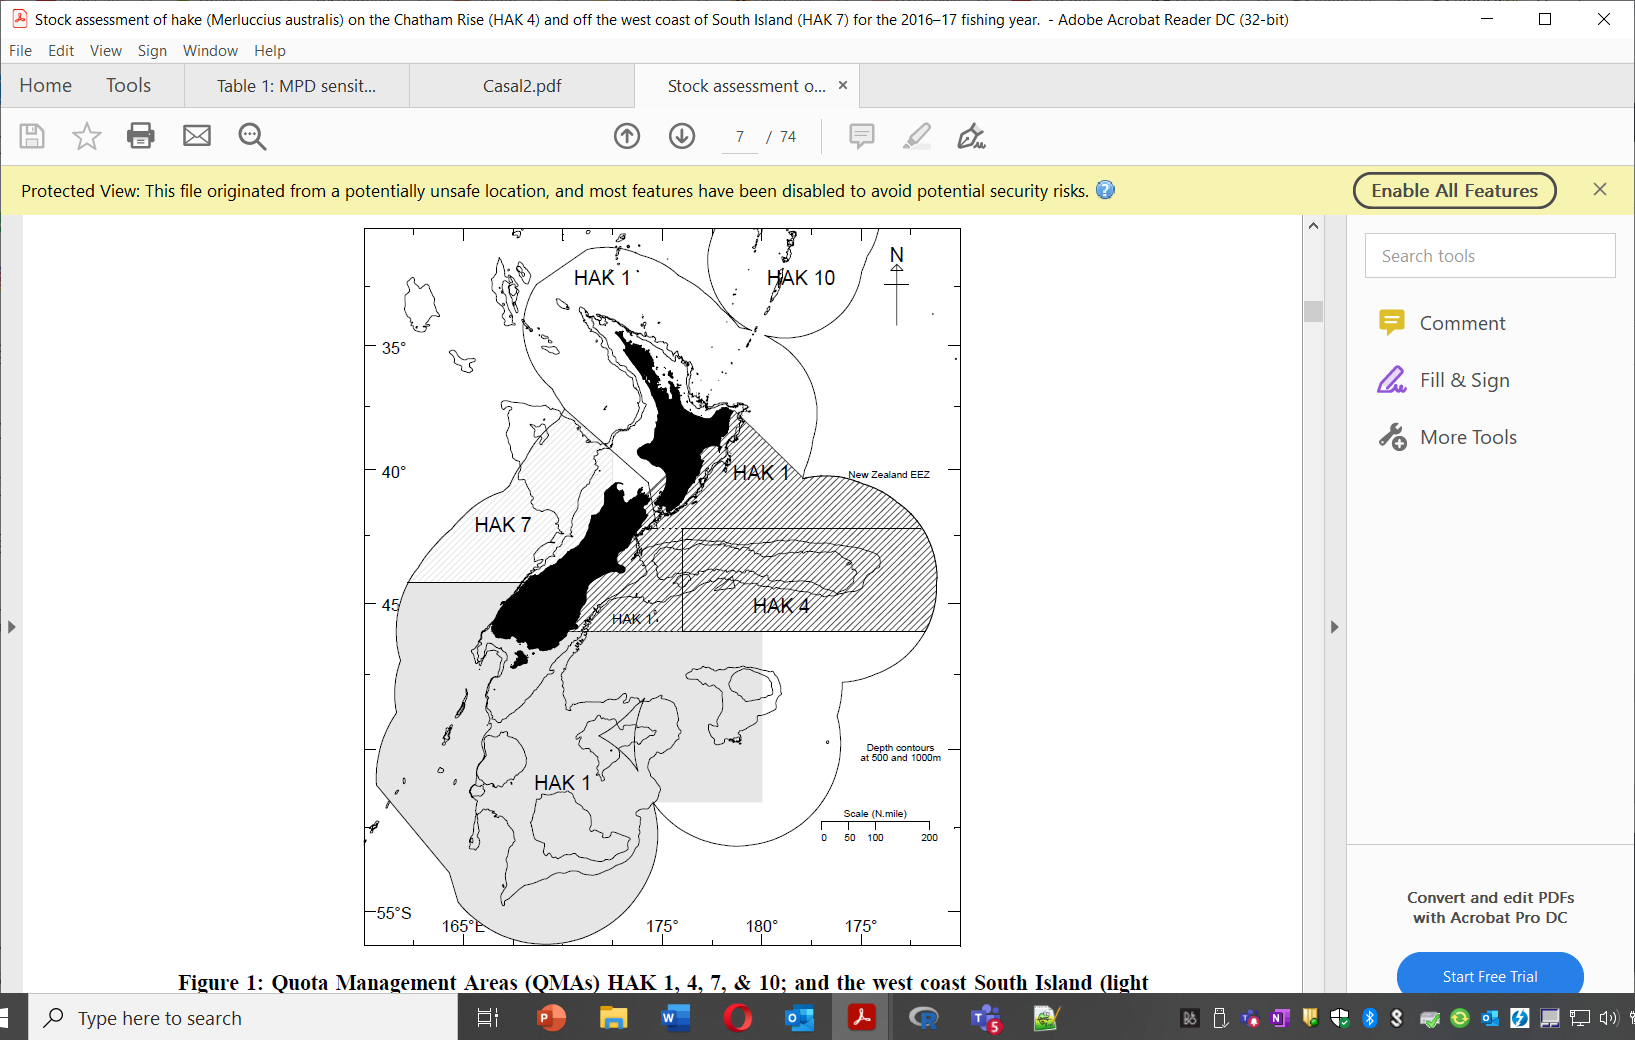 Stock assessment of hake (Merluccius australis) on the Chatham Rise (HAK 4) and off the west coast of South Island (HAK 7) for the 2016–17 fishing year. - Adobe Acrobat Reader DC (32-bit)
File Edit View Sign Window Help
Home Tools Table 1: MPD sensit... Casal2.pdf Stock assessment o...
7 / 74
Protected View: This file originated from a potentially unsafe location, and most features have been disabled to avoid potential security risks. Enable All Features
Search tools
Comment
Fill & Sign
More Tools
N
HAK 1 HAK 10
35°
40°
HAK 1
New Zealand EEZ
HAK 7
45
HAK 1
HAK 4
Depth contours
at 500 and 1000m
HAK 1
Scale (N.mile)
0 50 100 200
55°S
165°E 175° 180° 175°
Figure 1: Quota Management Areas (QMAs) HAK 1, 4, 7, & 10; and the west coast South Island (light
Convert and edit PDFs
with Acrobat Pro DC
Start Free Trial
Type here to search
5